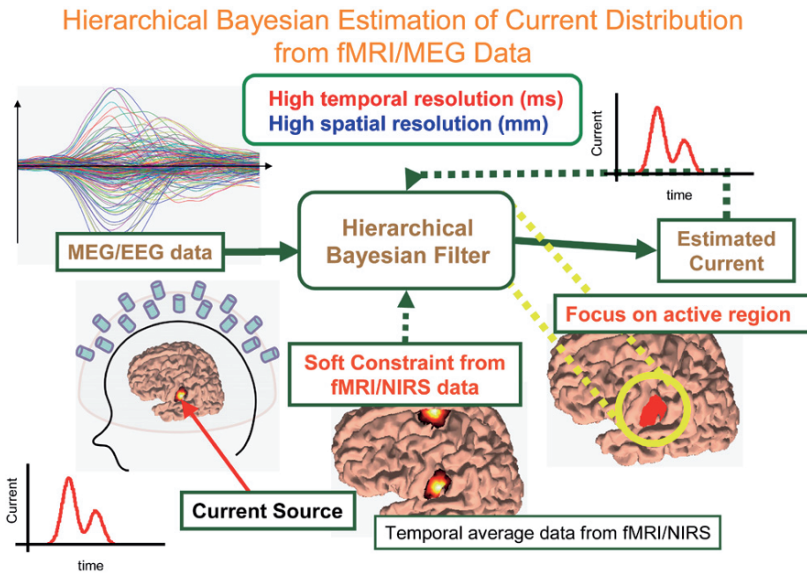 Hierarchical Bayesian Estimation of Current Distribution
from fMRI/MEG Data
High temporal resolution (ms)
High spatial resolution (mm)
Current
time
MEG/EEG data
Hierarchical
Bayesian Filter
Estimated
Current
Focus on active region
Soft Constraint from
fMRI/NIRS data
Current Source
Current
time
Temporal average data from fMRI/NIRS